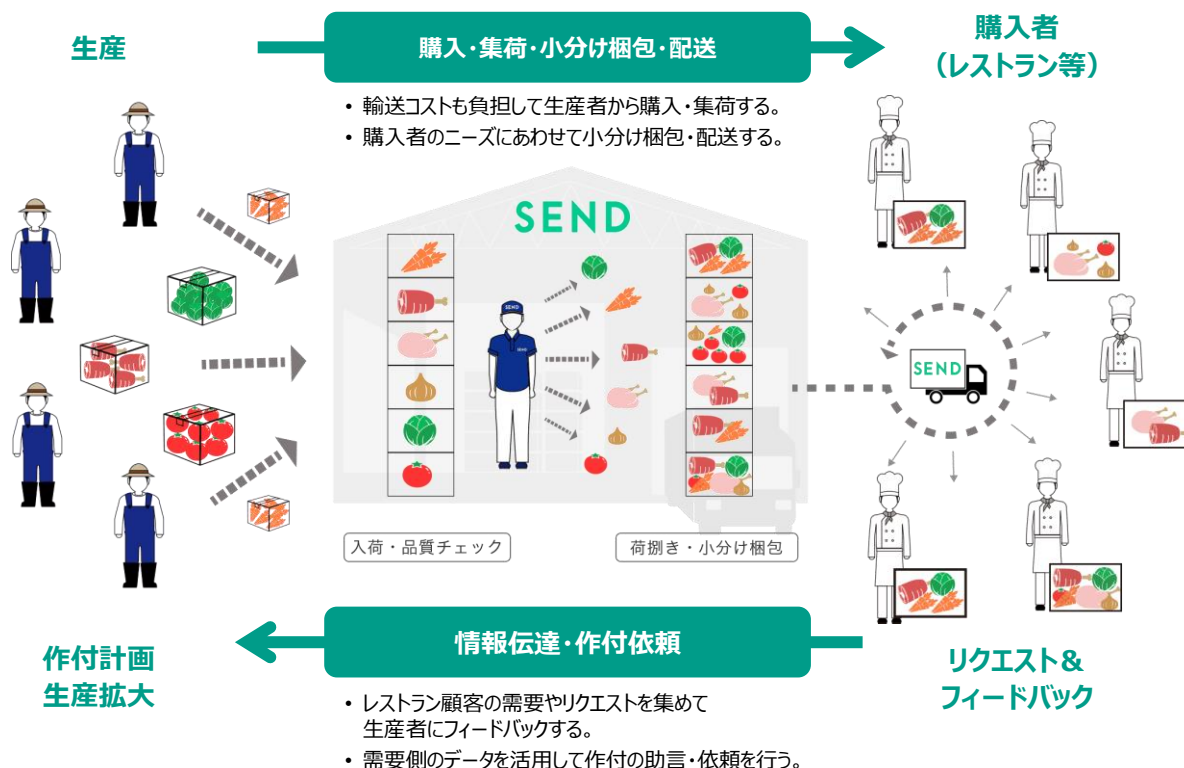 生産
購入・集荷・小分け梱包・配送
購入者
（レストラン等）
• 輸送コストも負担して生産者から購入・集荷する。
• 購入者のニーズにあわせて小分け梱包・配送する。
SEND
SEND
SEND
SEND
入荷・品質チェック
荷捌き・小分け梱包
作付計画
生産拡大
情報伝達・作付依頼
リクエスト＆
フィードバック
• レストラン顧客の需要やリクエストを集めて
生産者にフィードバックする。
• 需要側のデータを活用して作付の助言・依頼を行う。